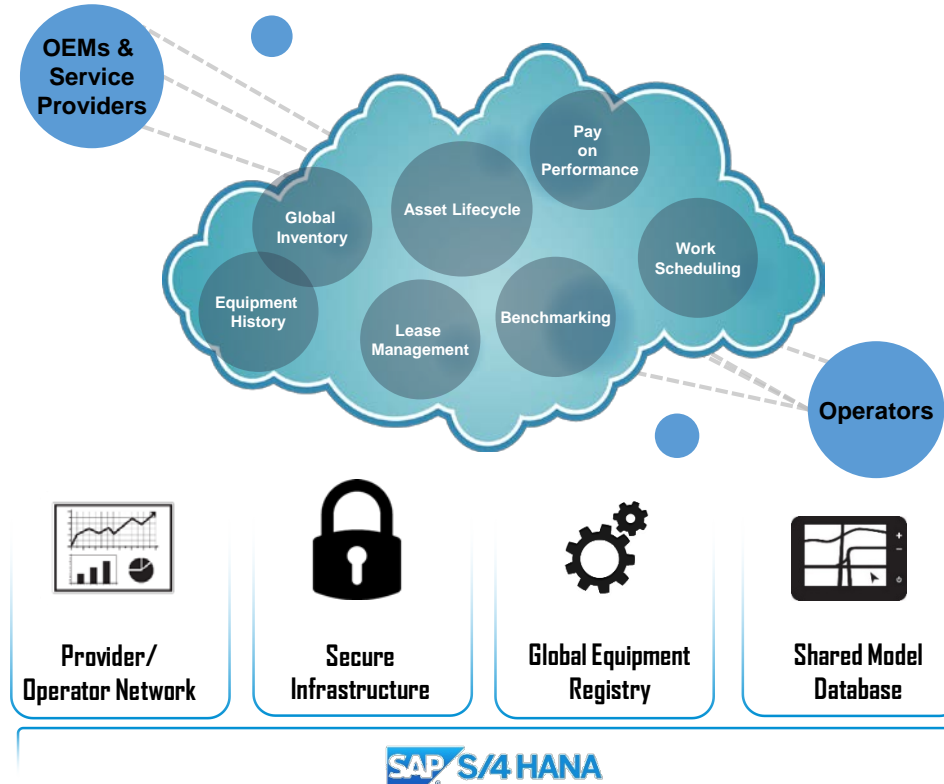 OEMs &
Service
Providers
Pay
on
Performance
Asset Lifecycle
Global
Inventory
Work
Scheduling
Equipment
History
Lease
Management
Benchmarking
Operators
Provider/
Operator Network
Secure
Infrastructure
Global Equipment
Registry
Shared Model
Database
SAP S/4 HANA